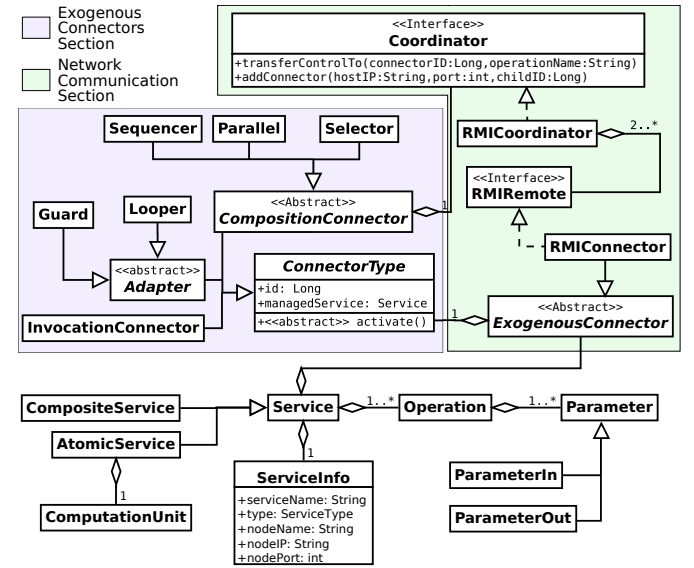 Exogenous
Connectors
Section
Network
Communication
Section
<<Interface>>
Coordinator
+transferControlTo(connectorID:Long,operationName:String)
+addConnector(hostIP:String,port:int,childID:Long)
Sequencer
Parallel
Selector
RMICoordinator
2..*
<<Interface>>
RMIRemote
<<Abstract>>
CompositionConnector
1
Guard
Looper
RMIConnector
<<abstract>>
Adapter
ConnectorType
+id: Long
+managedService: Service
+<<abstract>> activate()
1
InvocationConnector
<<Abstract>>
ExogenousConnector
CompositeService
Service
1..*
Operation
1..*
Parameter
AtomicService
1
ComputationUnit
1
ServiceInfo
+serviceName: String
+type: ServiceType
+nodeName: String
+nodeIP: String
+nodePort: int
ParameterIn
ParameterOut